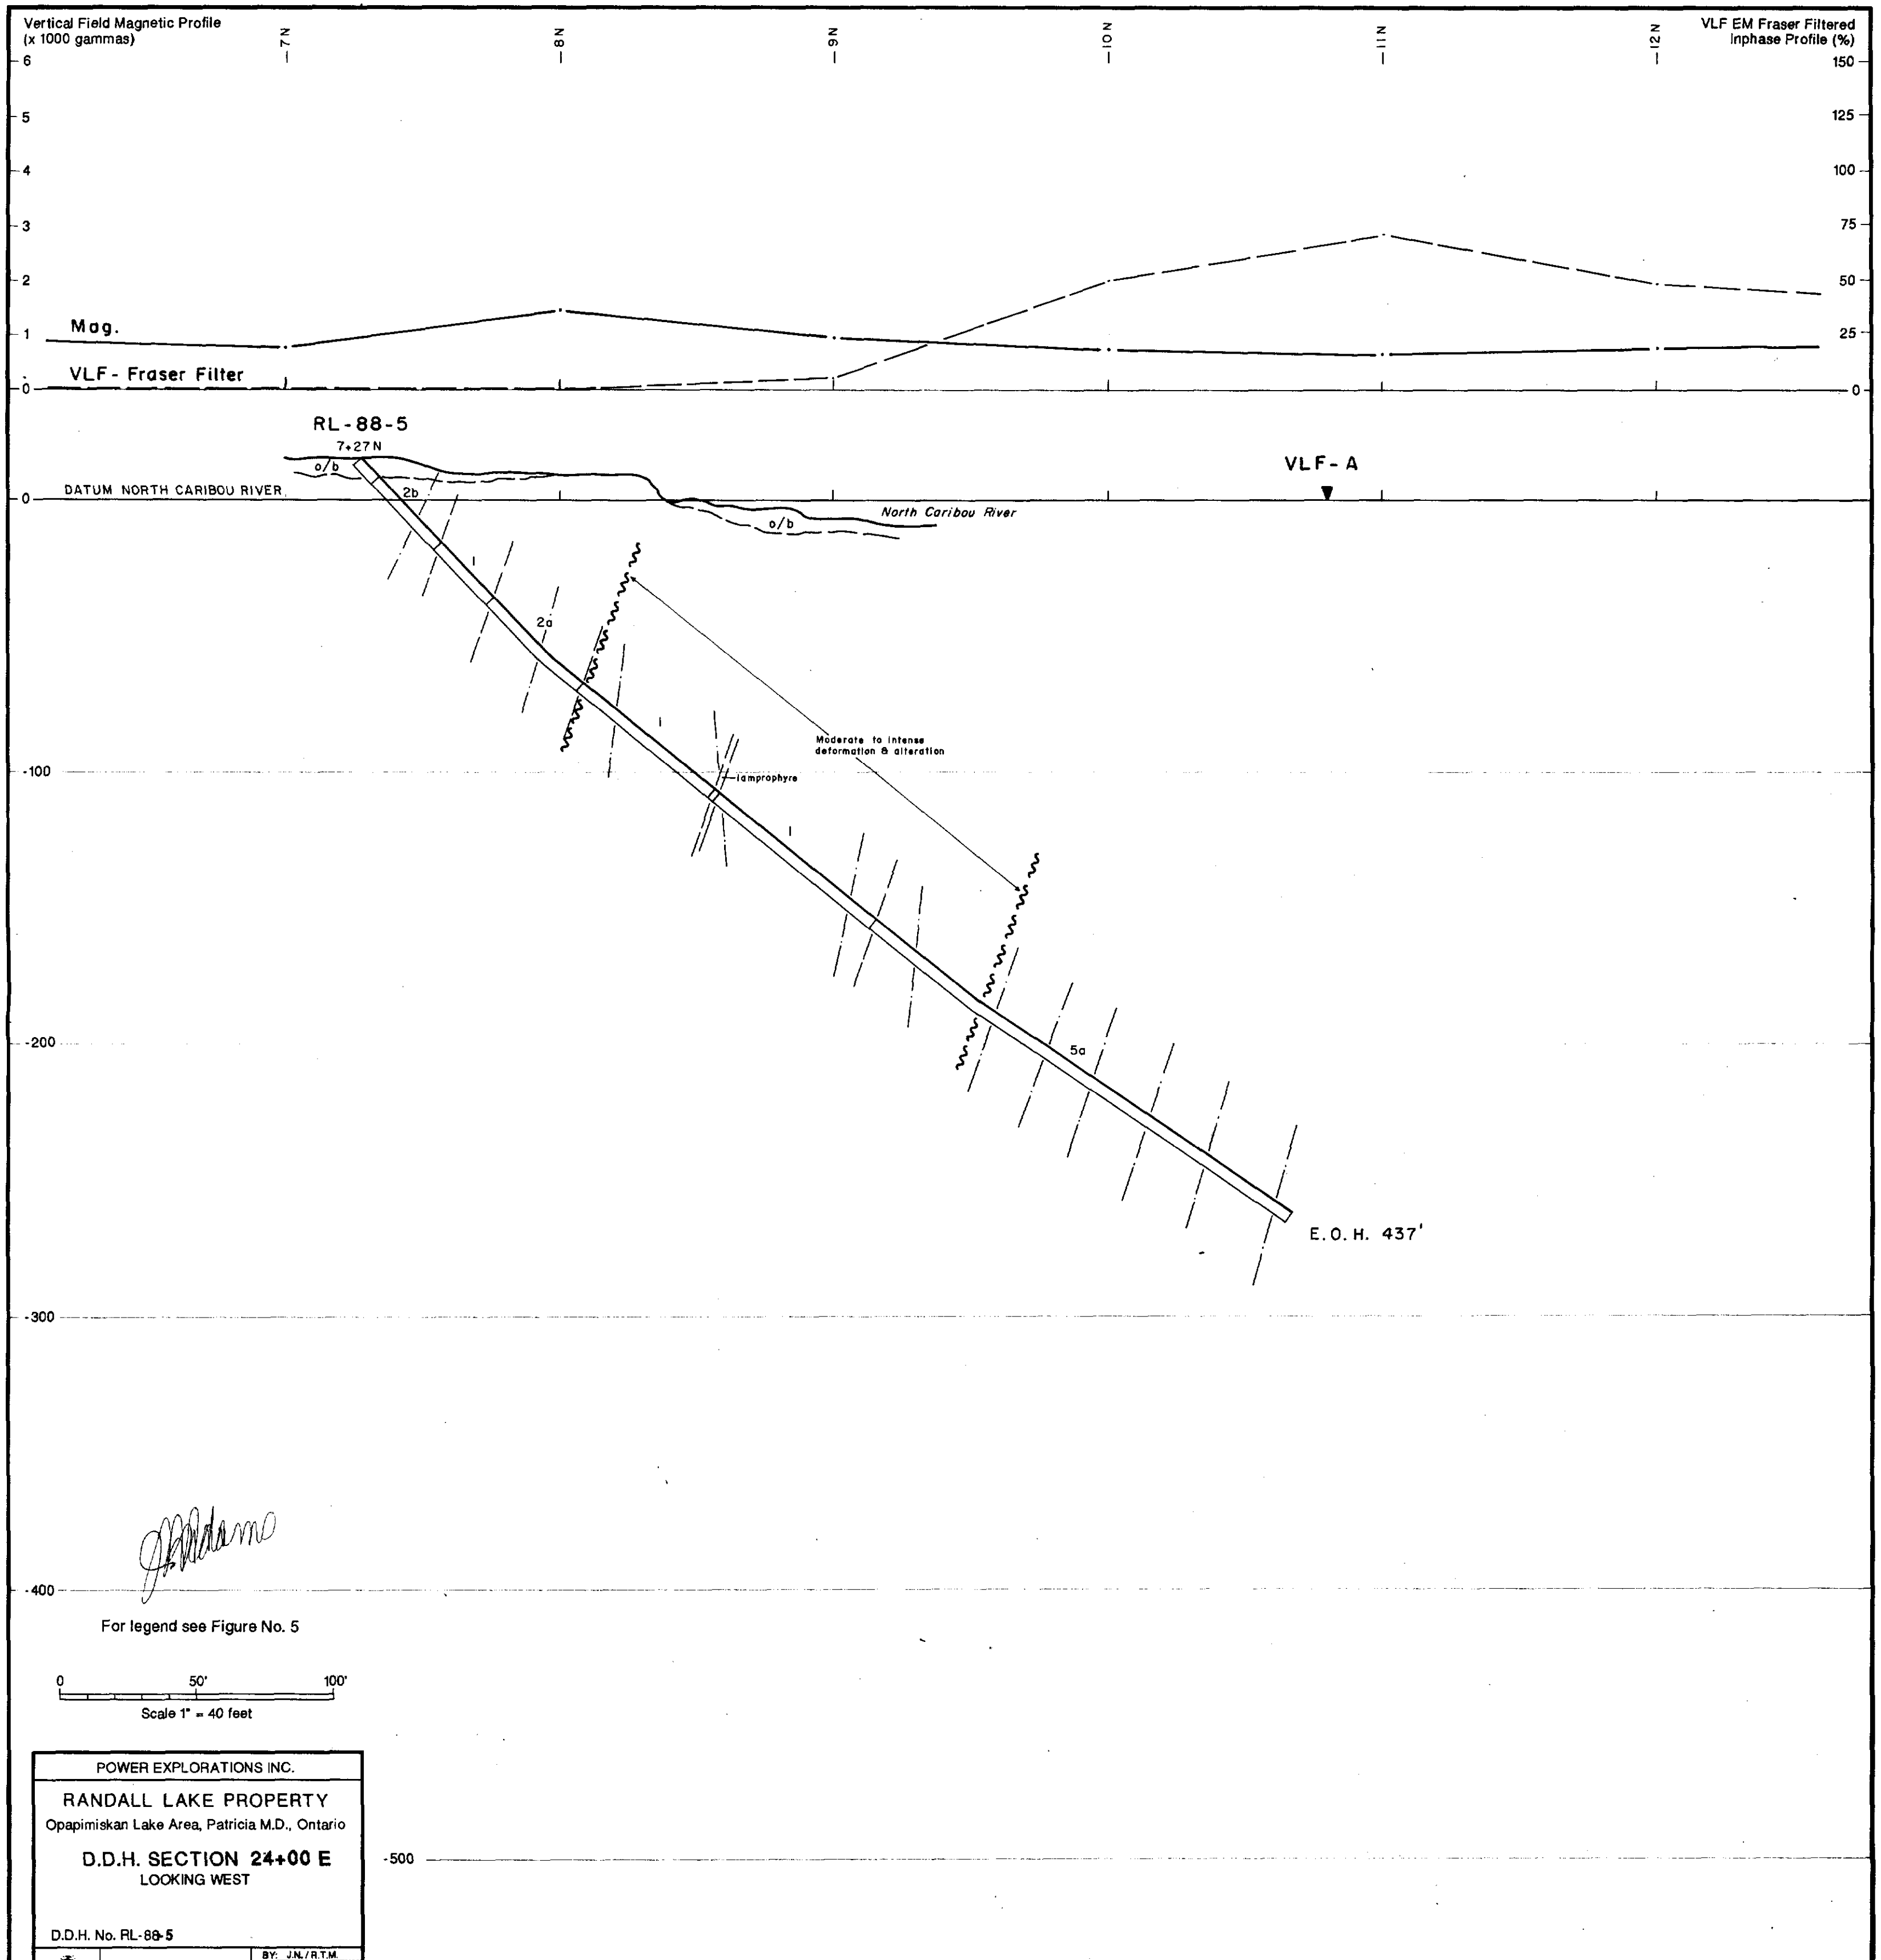 Vertical Field Magnetic Profile
(x 1000 gammas)
7N
8N
9N
10N
11N
12N
VLF EM Fraser Filtered
Inphase Profile (%)
6
150
5
125
4
100
3
75
2
50
1
25
Mag.
VLF - Fraser Filter
0
0
RL-88-5
7+27N
o/b
VLF-A
0
DATUM NORTH CARIBOU RIVER
2b
North Caribou River
o/b
1
2a
1
Moderate to intense
deformation & alteration
-100
lamprophyre
1
-200
5a
E.O.H. 437'
-300
-400
For legend see Figure No. 5
0 50' 100'
Scale 1" = 40 feet
POWER EXPLORATIONS INC.
RANDALL LAKE PROPERTY
Opapimiskan Lake Area, Patricia M.D., Ontario
D.D.H. SECTION 24+00 E
LOOKING WEST
-500
D.D.H. No. RL-88-5
BY: J.N./R.T.M.